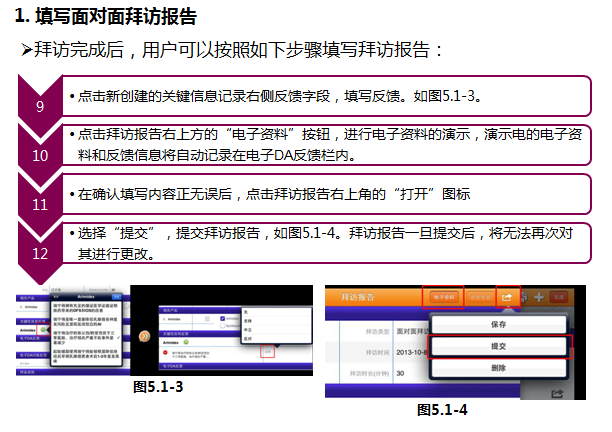 1. 填写面对面拜访报告
➢拜访完成后，用户可以按照如下步骤填写拜访报告：
9
• 点击新创建的关键信息记录右侧反馈字段，填写反馈。如图5.1-3。
10
• 点击拜访报告右上方的“电子资料”按钮，进行电子资料的演示，演示电的电子资
料和反馈信息将自动记录在电子DA反馈栏内。
11
• 在确认填写内容正无误后，点击拜访报告右上角的“打开”图标
12
• 选择“提交”，提交拜访报告，如图5.1-4。拜访报告一旦提交后，将无法再次对
其进行更改。
Arimidex
Arimidex
拜访报告
电子资料
保存
提交
删除
拜访类型
面对面拜访
拜访时间
2013-10-8
拜访时长(分钟)
30
图5.1-3
图5.1-4